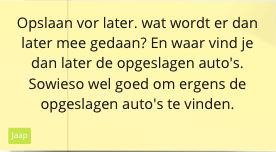 Opslaan vor later. wat wordt er dan
later mee gedaan? En waar vind je
dan later de opgeslagen auto's.
Sowieso wel goed om ergens de
opgeslagen auto's te vinden.
Jaap